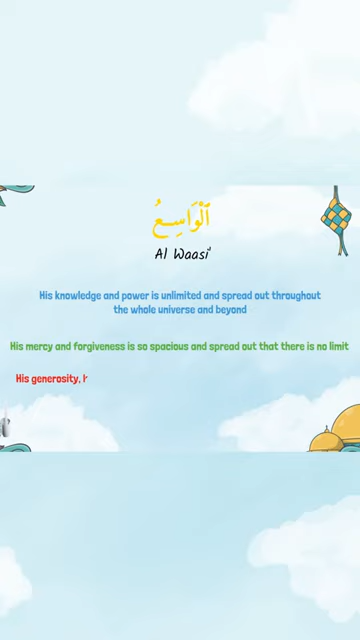 ٱلْوَاسِعُ
Al Waasi'
His knowledge and power is unlimited and spread out throughout
the whole universe and beyond
His mercy and forgiveness is so spacious and spread out that there is no limit
His generosity,